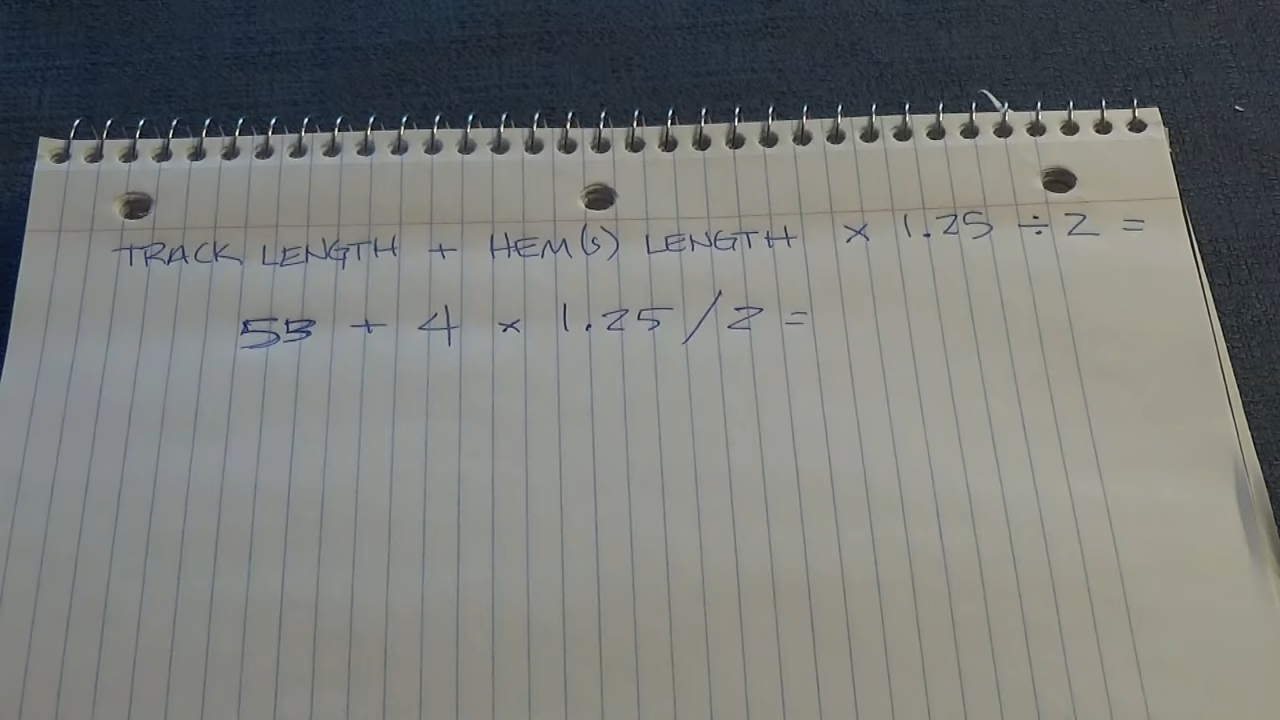 TRACK LENGTH + HEM(S) LENGTH × 1.25 ÷ 2 =
53 + 4 × 1.25 / 2 =